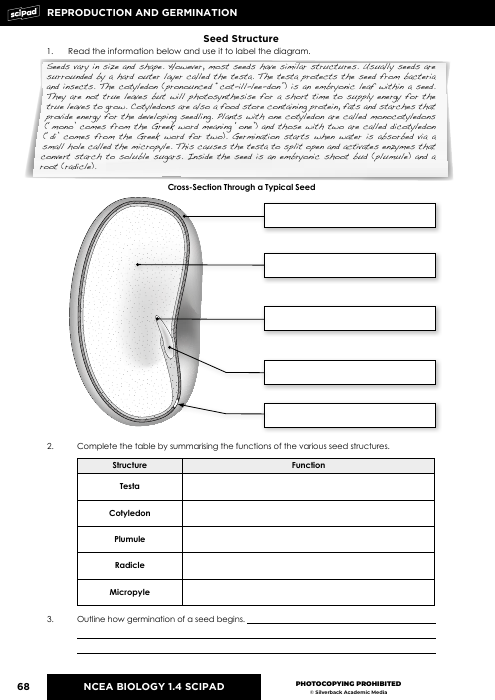 scipad REPRODUCTION AND GERMINATION
Seed Structure
1. Read the information below and use it to label the diagram.
Seeds vary in size and shape. However, most seeds have similar structures. Usually seeds are
surrounded by a hard outer layer called the testa. The testa protects the seed from bacteria
and insects. The cotyledon (pronounced 'cot-ill-lee-don') is an embryonic leaf within a seed.
They are not true leaves but will photosynthesise for a short time to supply energy for the
true leaves to grow. Cotyledons are also a food store containing protein, fats and starches that
provide energy for the developing seedling. Plants with one cotyledon are called monocotyledons
('mono' comes from the Greek word meaning 'one') and those with two are called dicotyledon
('di' comes from the Greek word for two). Germination starts when water is absorbed via a
small hole called the micropyle. This causes the testa to split open and activates enzymes that
convert starch to soluble sugars. Inside the seed is an embryonic shoot bud (plumule) and a
root (radicle).
Cross-Section Through a Typical Seed
2. Complete the table by summarising the functions of the various seed structures.
Structure Function
Testa
Cotyledon
Plumule
Radicle
Micropyle
3. Outline how germination of a seed begins.
68 NCEA BIOLOGY 1.4 SCIPAD PHOTOCOPYING PROHIBITED
© Silverback Academic Media